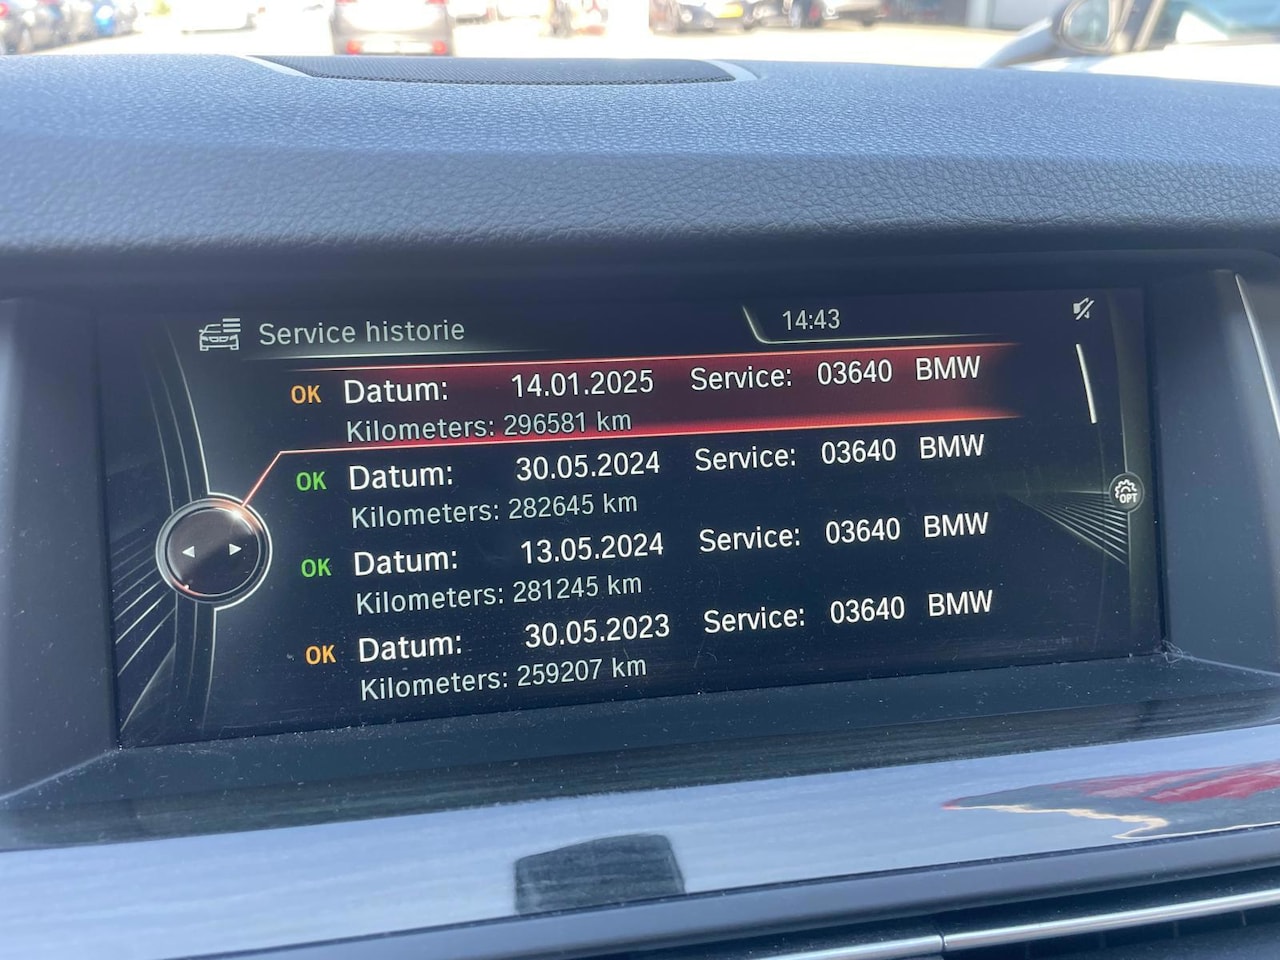 Service historie 14:43
OK Datum: 14.01.2025 Service: 03640 BMW
Kilometers: 296581 km
OK Datum: 30.05.2024 Service: 03640 BMW
Kilometers: 282645 km
OK Datum: 13.05.2024 Service: 03640 BMW
Kilometers: 281245 km
OPT
OK Datum: 30.05.2023 Service: 03640 BMW
Kilometers: 259207 km